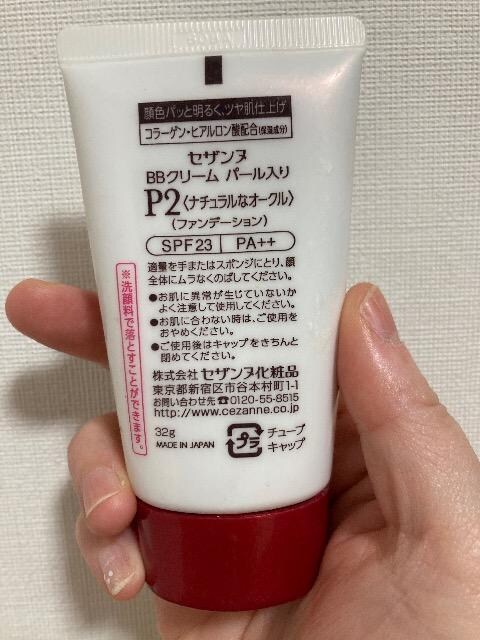 顔色パッと明るく、ツヤ肌仕上げ
コラーゲン・ヒアルロン酸配合(保湿成分)
セザンヌ
BBクリーム パール入り
P2〈ナチュラルなオークル〉
(ファンデーション)
SPF23 PA++
適量を手またはスポンジにとり、顔
全体にムラなくのばしてください。
●お肌に異常が生じていないか
よく注意して使用してください。
●お肌に合わない時は、ご使用を
おやめください。
●ご使用後はキャップをきちんと
閉めてください。
※洗顔料で落とすことができます。
株式会社 セザンヌ化粧品
東京都新宿区市谷本村町1-1
お問い合わせ先☎0120-55-8515
http://www.cezanne.co.jp
32g
MADE IN JAPAN
プラ
チューブ
キャップ